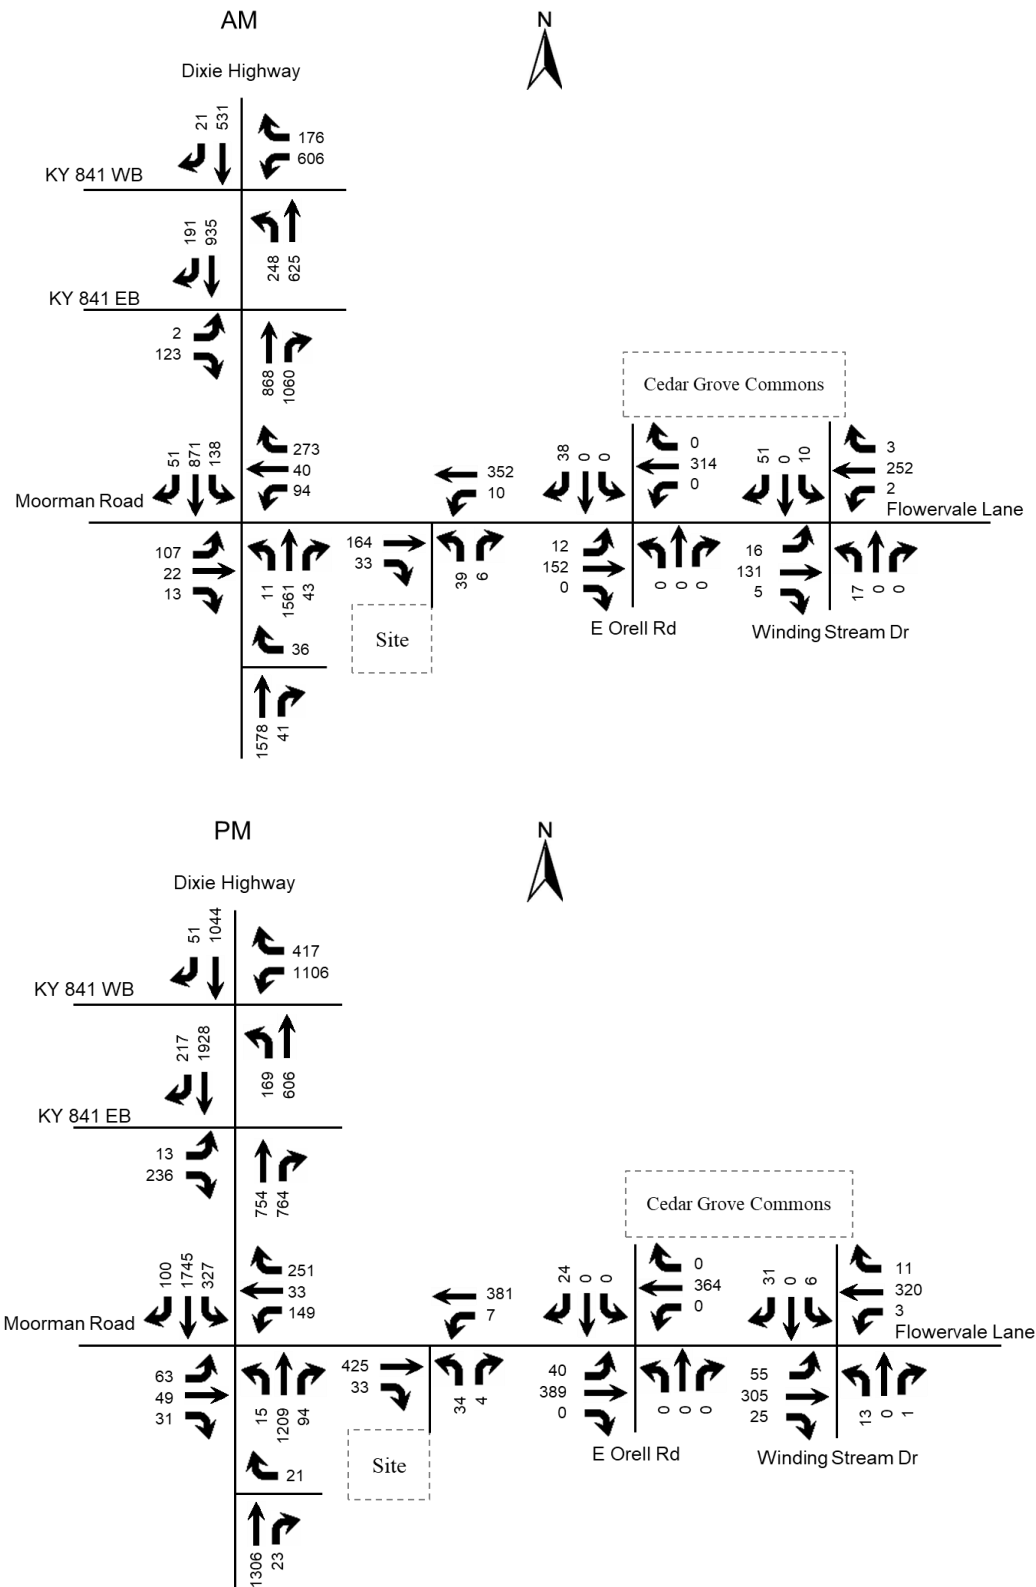 AM
N
Dixie Highway
21 531
176
606
KY 841 WB
191 935
248 625
KY 841 EB
2
123
868 1060
Cedar Grove Commons
51 871 138
273
40
94
352
10
38 0 0
0
314
0
51 0 10
3
252
2
Moorman Road
Flowervale Lane
107
22
13
11 1561 43
164
33
39 6
12
152
0
0 0 0
16
131
5
17 0 0
E Orell Rd
Winding Stream Dr
Site
36
1578 41
PM
N
Dixie Highway
51 1044
417
1106
KY 841 WB
217 1928
169 606
KY 841 EB
13
236
754 764
Cedar Grove Commons
100 1745 327
251
33
149
381
7
24 0 0
0
364
0
31 0 6
11
320
3
Moorman Road
Flowervale Lane
63
49
31
15 1209 94
425
33
34 4
40
389
0
0 0 0
55
305
25
13 0 1
E Orell Rd
Winding Stream Dr
Site
21
1306 23